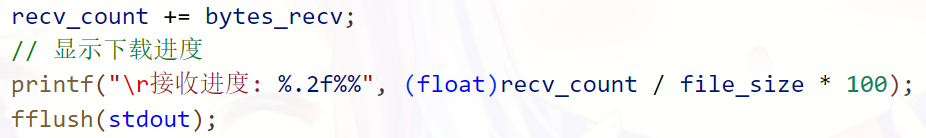 recv_count += bytes_recv;
// 显示下载进度
printf("\r接收进度: %.2f%%", (float)recv_count / file_size * 100);
fflush(stdout);